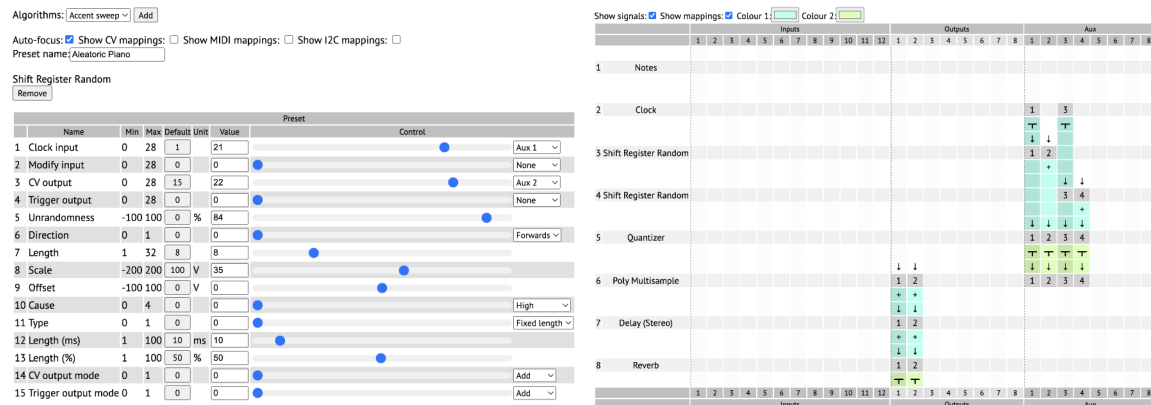 Algorithms: Accent sweep Add
Auto-focus: Show CV mappings: Show MIDI mappings: Show I2C mappings:
Preset name: Aleatoric Piano
Shift Register Random
Remove
Preset
Name Min Max Default Unit Value Control
1 Clock input 0 28 1 21 Aux 1
2 Modify input 0 28 0 0 None
3 CV output 0 28 15 22 Aux 2
4 Trigger output 0 28 0 0 None
5 Unrandomness -100 100 0 % 84
6 Direction 0 1 0 0 Forwards
7 Length 1 32 8 8
8 Scale -200 200 100 V 35
9 Offset -100 100 0 V 0
10 Cause 0 4 0 0 High
11 Type 0 1 0 0 Fixed length
12 Length (ms) 1 100 10 ms 10
13 Length (%) 1 100 50 % 50
14 CV output mode 0 1 0 0 Add
15 Trigger output mode 0 1 0 0 Add
Show signals: Show mappings: Colour 1: Colour 2:
Inputs Outputs Aux
1 2 3 4 5 6 7 8 9 10 11 12 1 2 3 4 5 6 7 8 1 2 3 4 5 6 7 8
1 Notes
2 Clock 1 3
3 Shift Register Random 1 2
4 Shift Register Random 3 4
5 Quantizer 1 2 3 4
6 Poly Multisample 1 2 1 2 3 4
7 Delay (Stereo) 1 2
8 Reverb 1 2
1 2 3 4 5 6 7 8 9 10 11 12 1 2 3 4 5 6 7 8 1 2 3 4 5 6 7 8
Inputs Outputs Aux